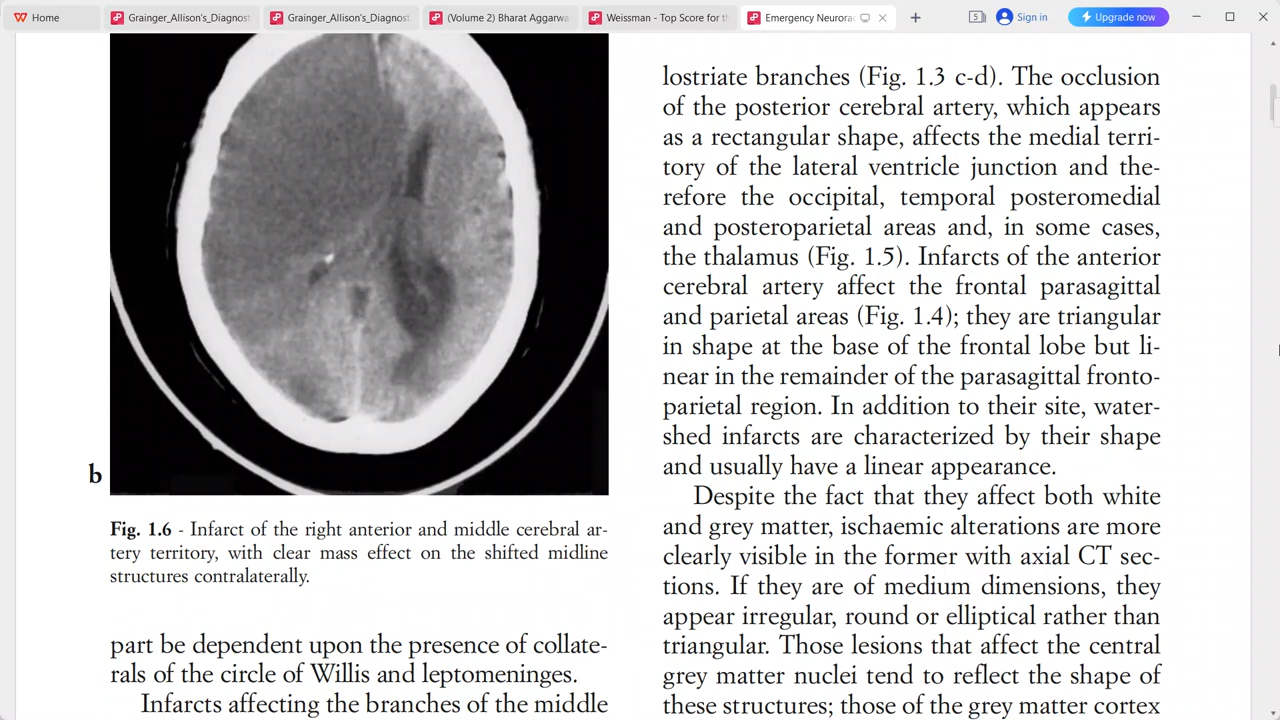 Home
Grainger_Allison's_Diagnost
Grainger_Allison's_Diagnost
(Volume 2) Bharat Aggarwa
Weissman - Top Score for t
Emergency Neurora
5
Sign in
Upgrade now
b
Fig. 1.6 - Infarct of the right anterior and middle cerebral ar-
tery territory, with clear mass effect on the shifted midline
structures contralaterally.
part be dependent upon the presence of collate-
rals of the circle of Willis and leptomeninges.
Infarcts affecting the branches of the middle
lostriate branches (Fig. 1.3 c-d). The occlusion
of the posterior cerebral artery, which appears
as a rectangular shape, affects the medial terri-
tory of the lateral ventricle junction and the-
refore the occipital, temporal posteromedial
and posteroparietal areas and, in some cases,
the thalamus (Fig. 1.5). Infarcts of the anterior
cerebral artery affect the frontal parasagittal
and parietal areas (Fig. 1.4); they are triangular
in shape at the base of the frontal lobe but li-
near in the remainder of the parasagittal fronto-
parietal region. In addition to their site, water-
shed infarcts are characterized by their shape
and usually have a linear appearance.
Despite the fact that they affect both white
and grey matter, ischaemic alterations are more
clearly visible in the former with axial CT sec-
tions. If they are of medium dimensions, they
appear irregular, round or elliptical rather than
triangular. Those lesions that affect the central
grey matter nuclei tend to reflect the shape of
these structures; those of the grey matter cortex